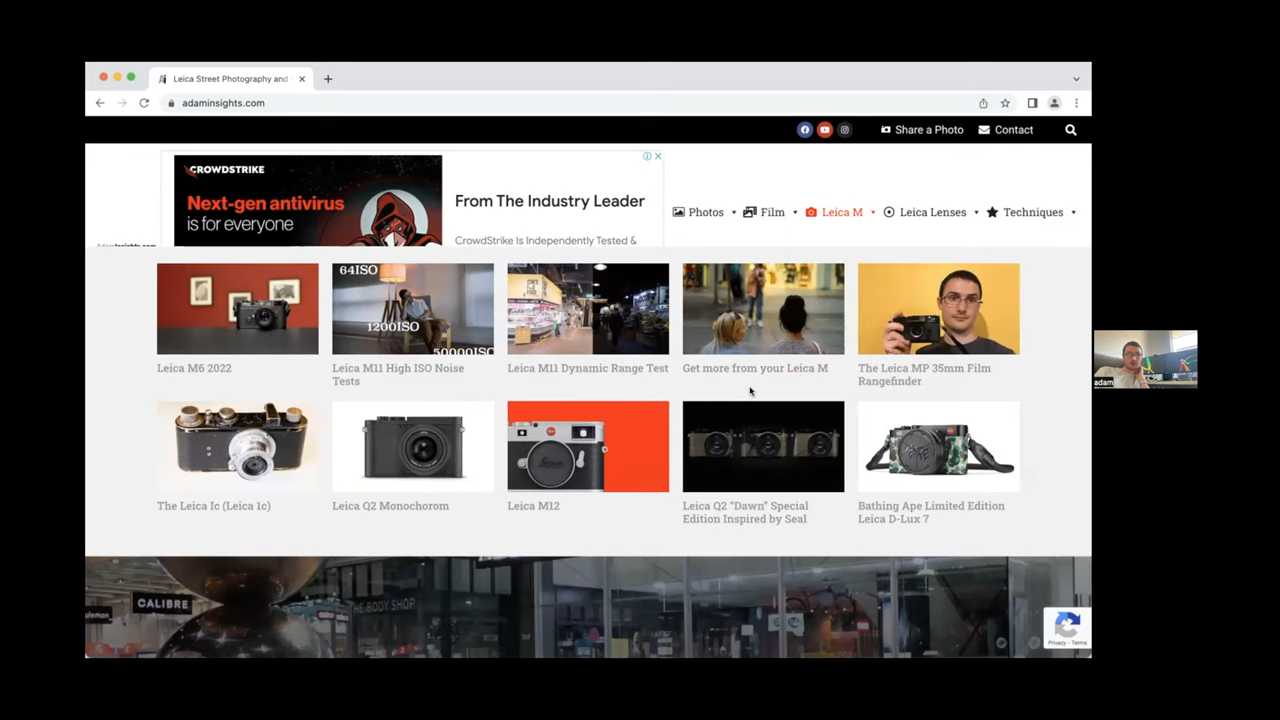 Leica Street Photography and
adaminsights.com
Share a Photo
Contact
CROWDSTRIKE
Next-gen antivirus
is for everyone
From The Industry Leader
CrowdStrike Is Independently Tested &
Photos
Film
Leica M
Leica Lenses
Techniques
64ISO
1200ISO
50000ISO
Leica M6 2022
Leica M11 High ISO Noise
Tests
Leica M11 Dynamic Range Test
Get more from your Leica M
The Leica MP 35mm Film
Rangefinder
The Leica Ic (Leica 1c)
Leica Q2 Monochorom
Leica M12
Leica Q2 “Dawn” Special
Edition Inspired by Seal
Bathing Ape Limited Edition
Leica D-Lux 7
CALIBRE
THE BODY SHOP
Privacy - Terms
adam